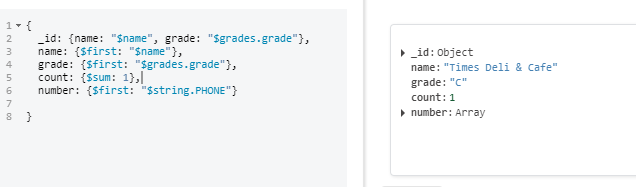 1 {
2 _id: {name: "$name", grade: "$grades.grade"},
3 name: {$first: "$name"},
4 grade: {$first: "$grades.grade"},
5 count: {$sum: 1},
6 number: {$first: "$string.PHONE"}
7
8 }
_id: Object
name: "Times Deli & Cafe"
grade: "C"
count: 1
number: Array